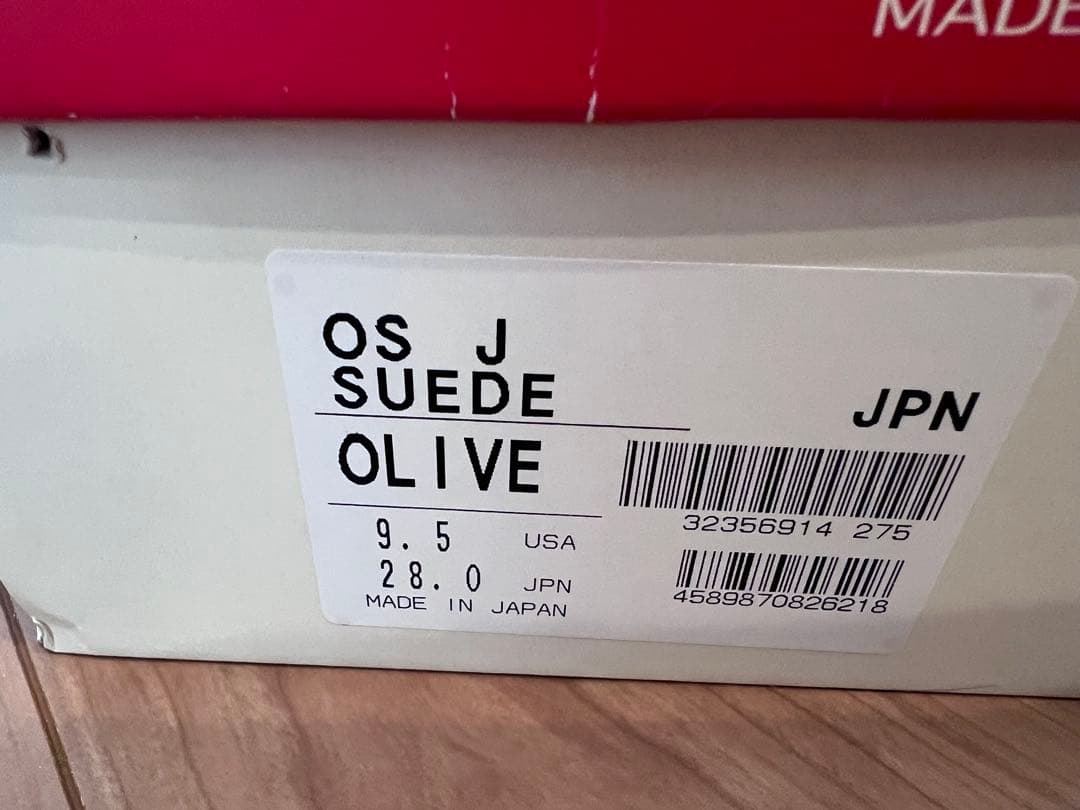 MADE
OS J
SUEDE
JPN
OLIVE
32356914 275
9.5 USA
28.0 JPN
4589870826218
MADE IN JAPAN